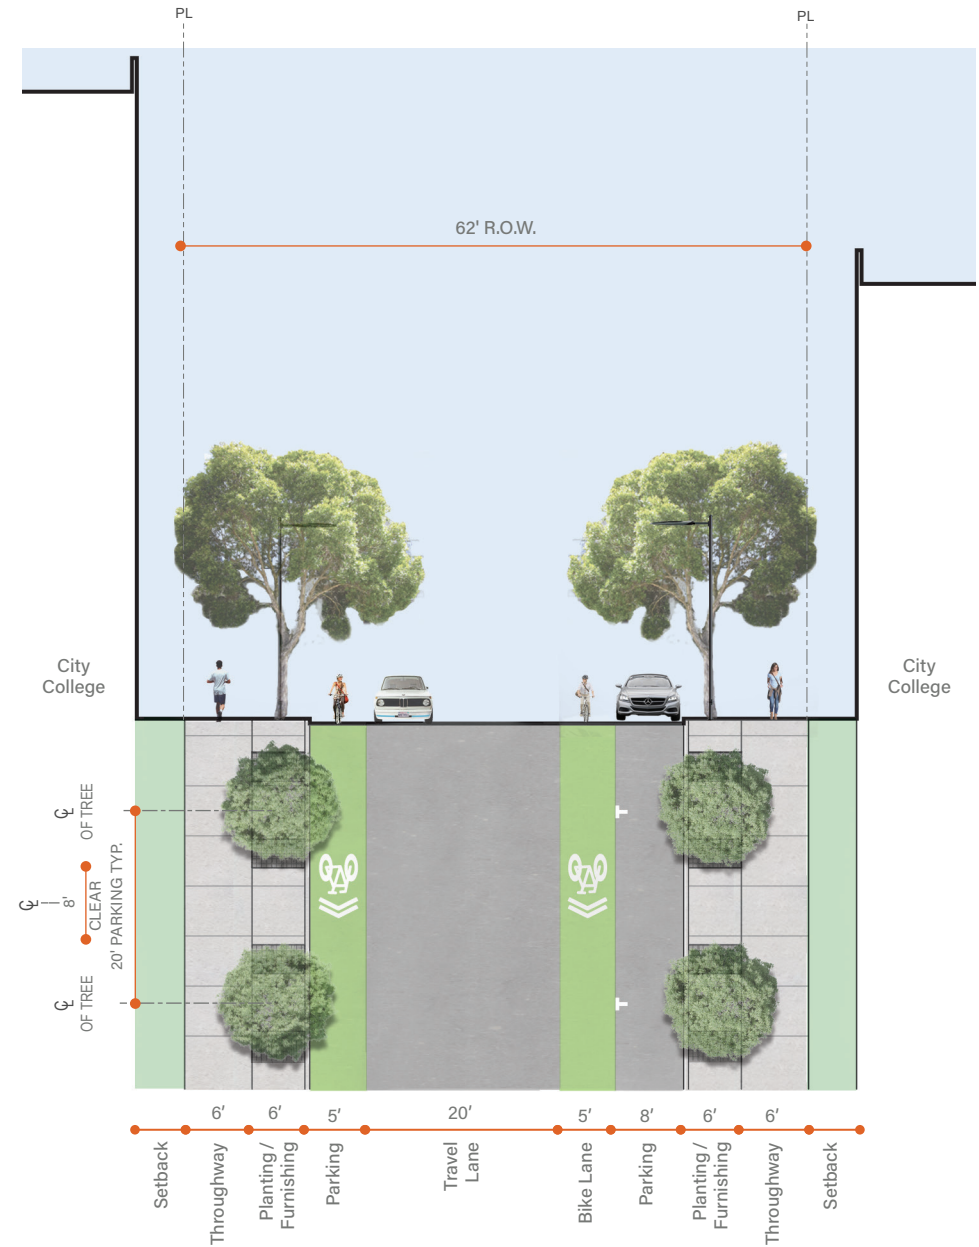 PL
PL
62' R.O.W.
City
College
City
College
℄
OF TREE
℄
8'
CLEAR
20' PARKING TYP.
℄
OF TREE
6'
6'
5'
20'
5'
8'
6'
6'
Setback
Throughway
Planting /
Furnishing
Parking
Travel
Lane
Bike Lane
Parking
Planting /
Furnishing
Throughway
Setback